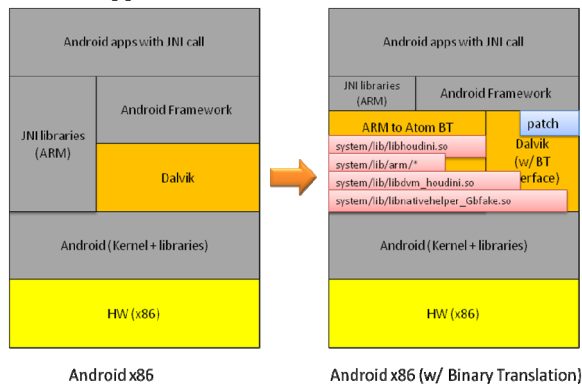 Android apps with JNI call
JNI libraries
(ARM)
Android Framework
Dalvik
Android (Kernel + libraries)
HW (x86)
Android x86
Android apps with JNI call
JNI libraries
(ARM)
Android Framework
ARM to Atom BT
patch
system/lib/libhoudini.so
system/lib/arm/*
system/lib/libdvm_houdini.so
system/lib/libnativehelper_Gbfake.so
Dalvik
(w/ BT
erface)
Android (Kernel + libraries)
HW (x86)
Android x86 (w/ Binary Translation)